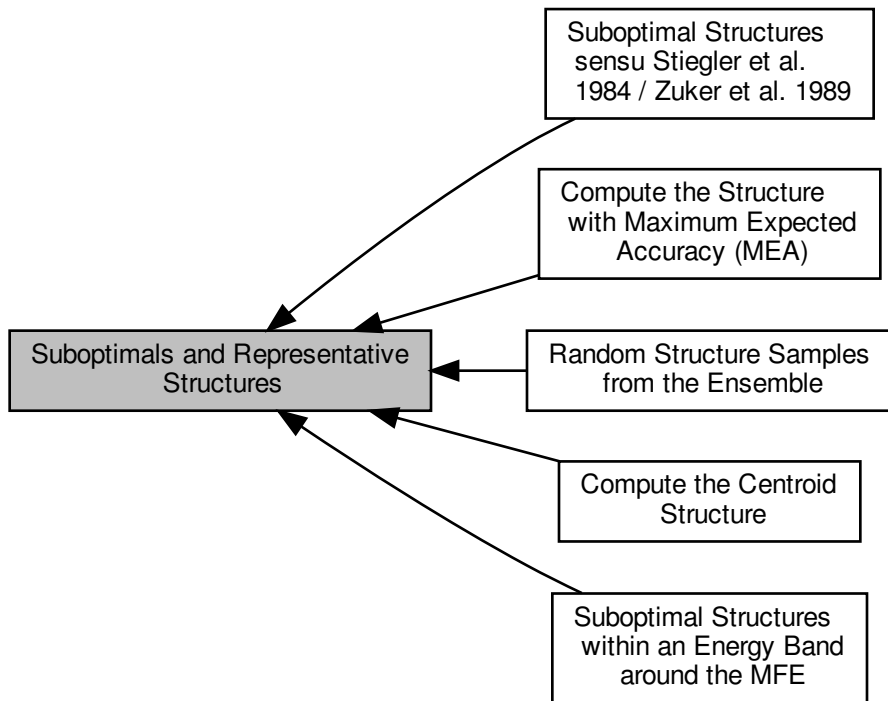 Suboptimal Structures
sensu Stiegler et al.
1984 / Zuker et al. 1989
Compute the Structure
with Maximum Expected
Accuracy (MEA)
Suboptimals and Representative
Structures
Random Structure Samples
from the Ensemble
Compute the Centroid
Structure
Suboptimal Structures
within an Energy Band
around the MFE